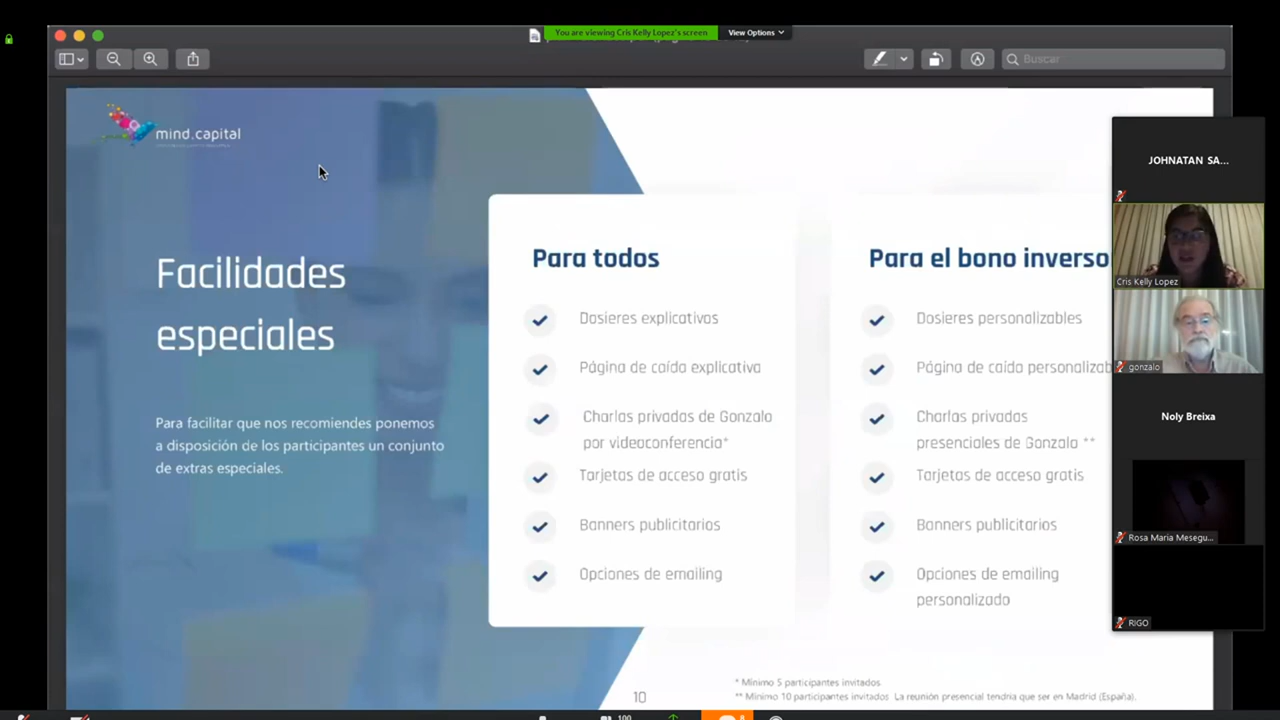 You are viewing Cris Kelly Lopez's screen
View Options
Buscar
mind.capital
Facilidades
especiales
Para facilitar que nos recomiendes ponemos
a disposición de los participantes un conjunto
de extras especiales.
Para todos
Dosieres explicativos
Página de caída explicativa
Charlas privadas de Gonzalo
por videoconferencia*
Tarjetas de acceso gratis
Banners publicitarios
Opciones de emailing
Para el bono inverso
Dosieres personalizables
Página de caída personalizab
Charlas privadas
presenciales de Gonzalo **
Tarjetas de acceso gratis
Banners publicitarios
Opciones de emailing
personalizado
10
* Mínimo 5 participantes invitados
** Mínimo 10 participantes invitados La reunión presencial tendría que ser en Madrid (España).
JOHNATAN SA...
Cris Kelly Lopez
gonzalo
Noly Breixa
Rosa Maria Mesegu...
RIGO
100